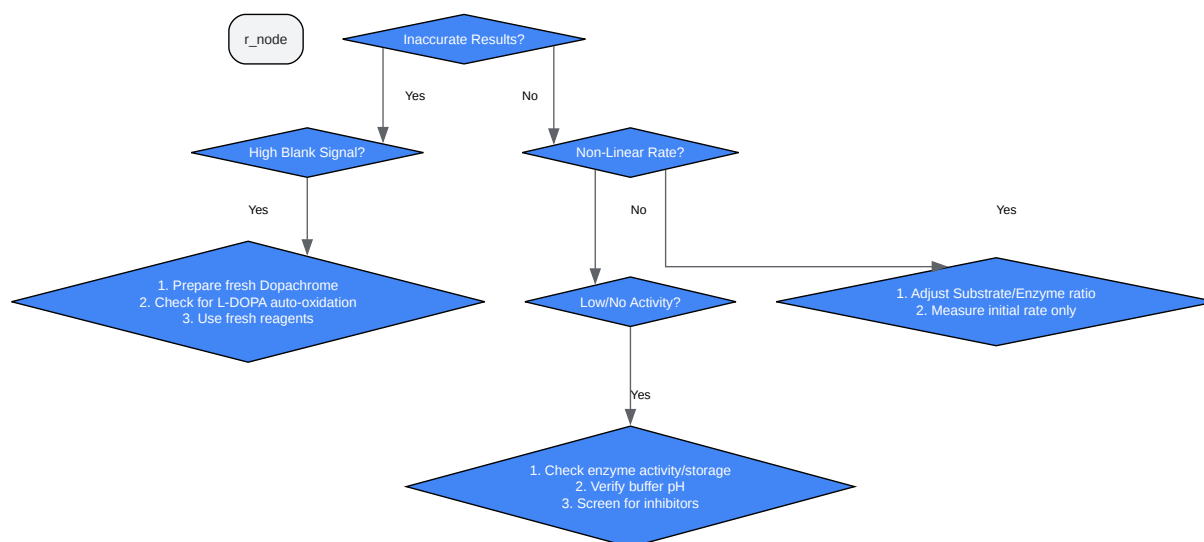 r_node
Inaccurate Results?
Yes
No
High Blank Signal?
Non-Linear Rate?
Yes
No
Yes
1. Prepare fresh Dopachrome
2. Check for L-DOPA auto-oxidation
3. Use fresh reagents
Low/No Activity?
1. Adjust Substrate/Enzyme ratio
2. Measure initial rate only
Yes
1. Check enzyme activity/storage
2. Verify buffer pH
3. Screen for inhibitors